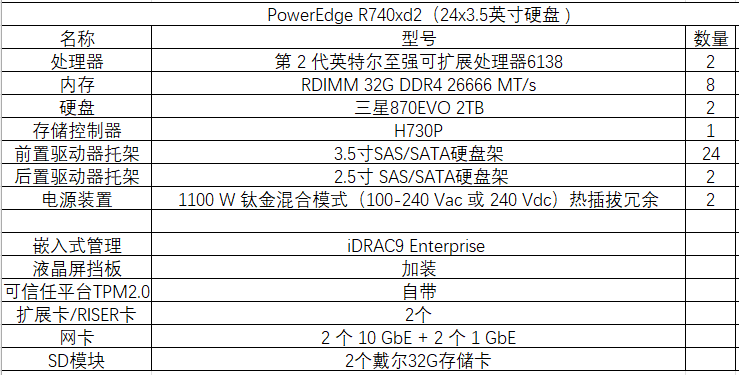 PowerEdge R740xd2（24x3.5英寸硬盘 ）
名称 型号 数量
处理器 第 2 代英特尔至强可扩展处理器6138 2
内存 RDIMM 32G DDR4 26666 MT/s 8
硬盘 三星870EVO 2TB 2
存储控制器 H730P 1
前置驱动器托架 3.5寸SAS/SATA硬盘架 24
后置驱动器托架 2.5寸 SAS/SATA硬盘架 2
电源装置 1100 W 钛金混合模式（100-240 Vac 或 240 Vdc）热插拔冗余 2
嵌入式管理 iDRAC9 Enterprise
液晶屏挡板 加装
可信任平台TPM2.0 自带
扩展卡/RISER卡 2个
网卡 2 个 10 GbE + 2 个 1 GbE
SD模块 2个戴尔32G存储卡